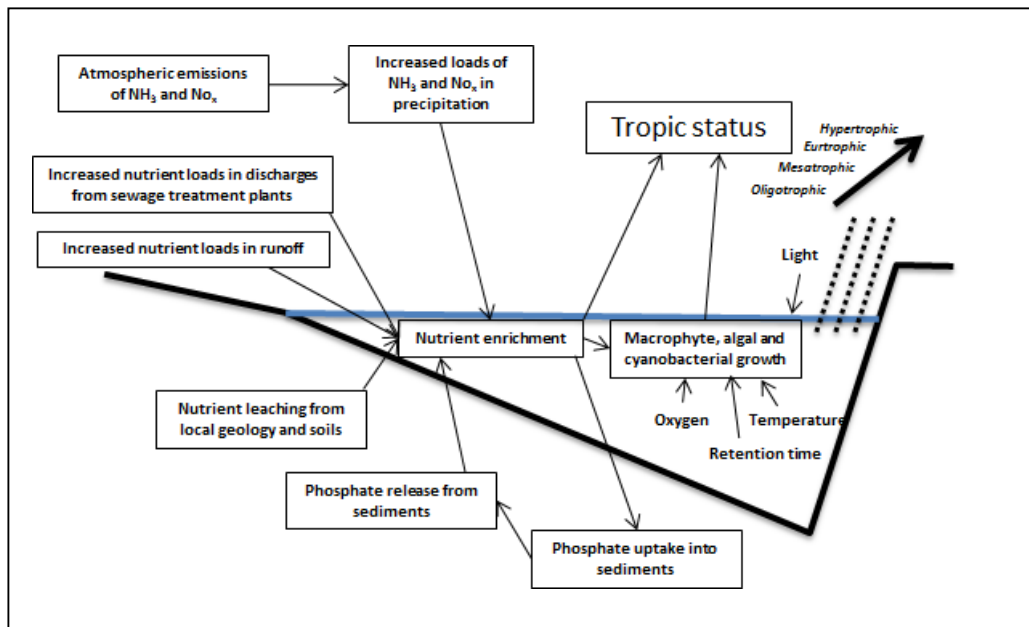 Atmospheric emissions
of NH₃ and Noₓ
Increased loads of
NH₃ and Noₓ in
precipitation
Tropic status
Hypertrophic
Eurtrophic
Mesatrophic
Oligotrophic
Increased nutrient loads in discharges
from sewage treatment plants
Increased nutrient loads in runoff
Light
Nutrient enrichment
Macrophyte, algal and
cyanobacterial growth
Nutrient leaching from
local geology and soils
Oxygen
Temperature
Retention time
Phosphate release from
sediments
Phosphate uptake into
sediments